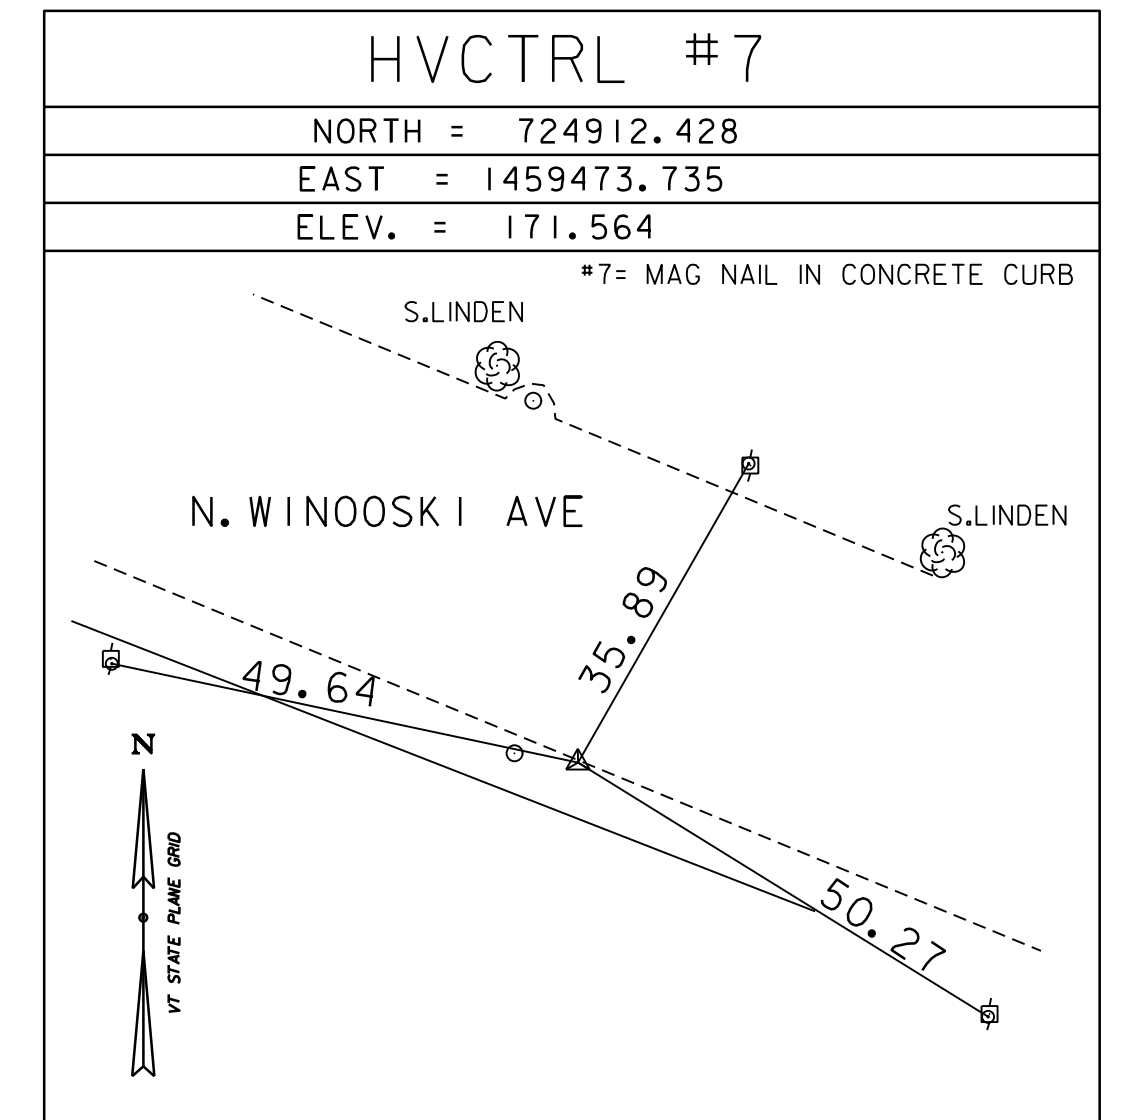 HVCTRL #7
NORTH = 724912.428
EAST = 1459473.735
ELEV. = 171.564
#7= MAG NAIL IN CONCRETE CURB
S.LINDEN
N. WINOOSKI AVE
S.LINDEN
35.89
49.64
N
VT STATE PLANE GRID
50.27